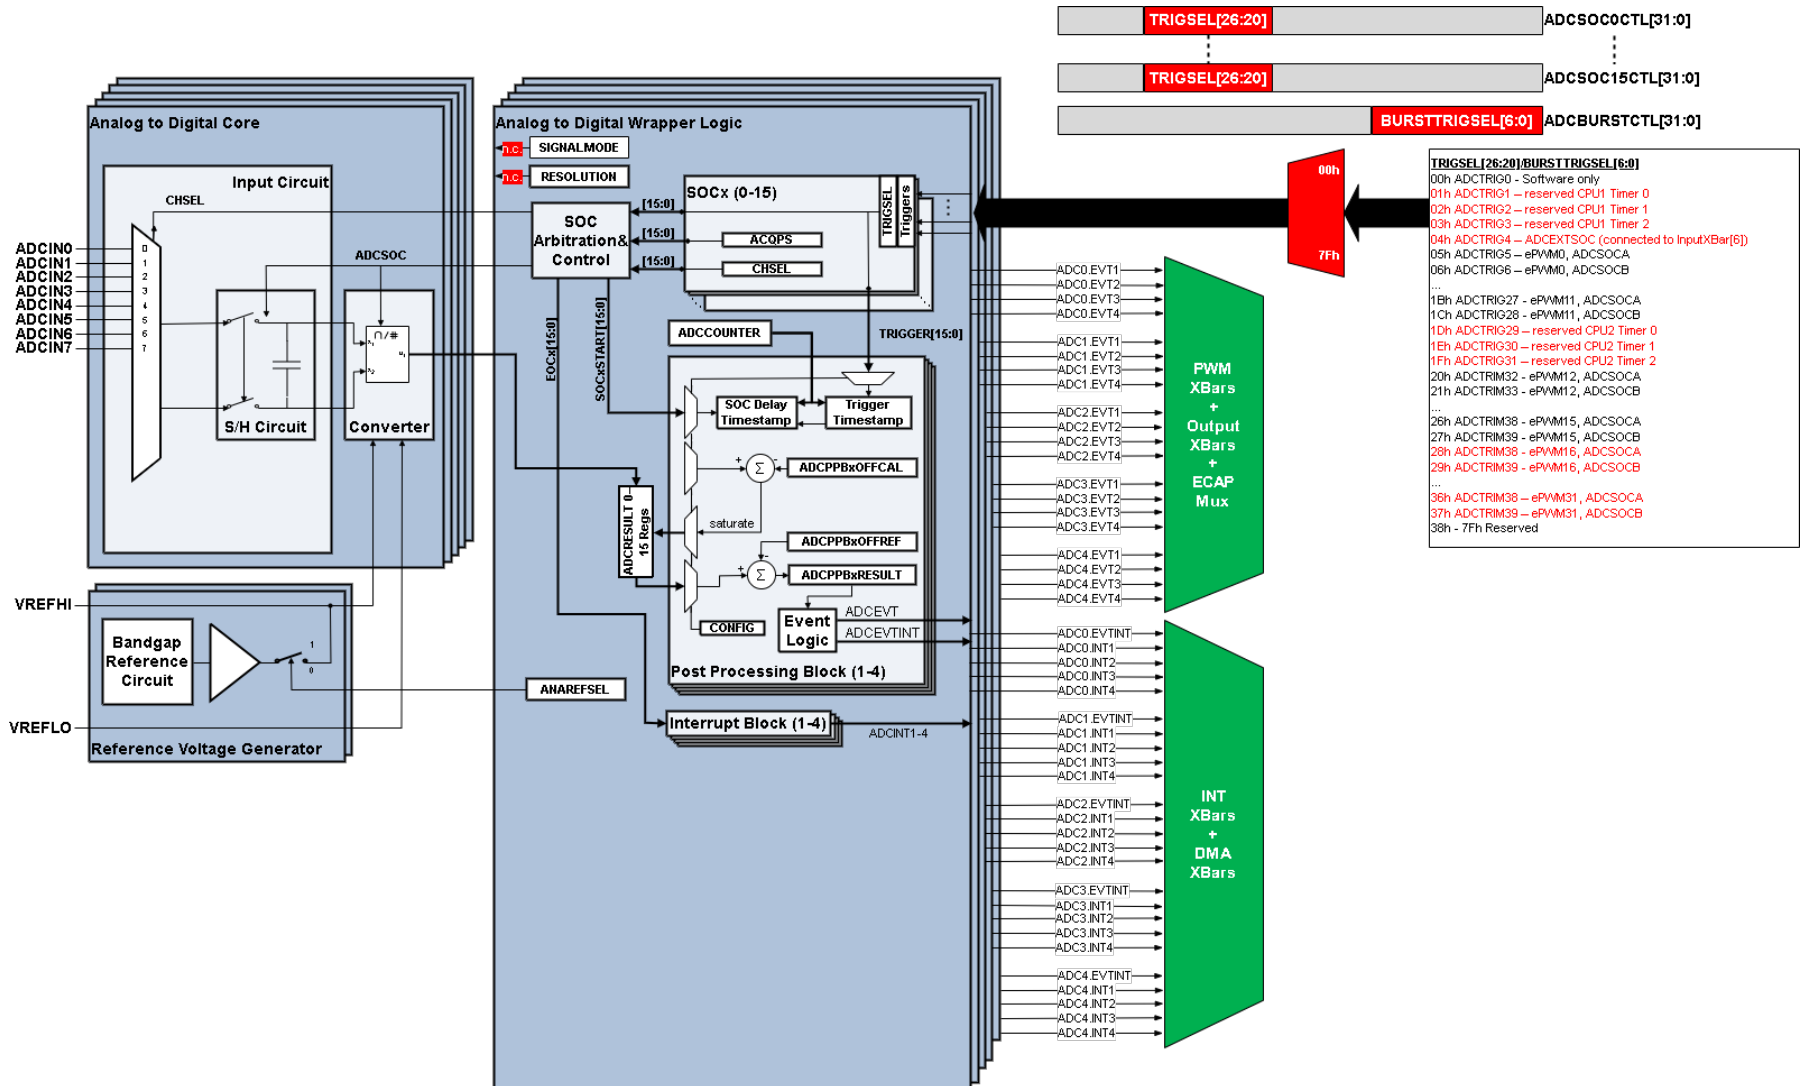 TRIGSEL[26:20]
ADCSOC0CTL[31:0]
TRIGSEL[26:20]
ADCSOC15CTL[31:0]
BURSTTRIGSEL[6:0]
ADCBURSTCTL[31:0]
Analog to Digital Core
Input Circuit
CHSEL
ADCIN0
ADCIN1
ADCIN2
ADCIN3
ADCIN4
ADCIN5
ADCIN6
ADCIN7
0
1
2
3
4
5
6
7
ADCSOC
S/H Circuit
∩/#
Converter
VREFHI
Bandgap
Reference
Circuit
1
0
VREFLO
Reference Voltage Generator
Analog to Digital Wrapper Logic
n.c.
SIGNALMODE
n.c.
RESOLUTION
SOC
Arbitration&
Control
[15:0]
[15:0]
[15:0]
SOCx (0-15)
ACQPS
CHSEL
TRIGSEL
Triggers
...
EOCx[15:0]
SOCxSTART[15:0]
ADCCOUNTER
TRIGGER[15:0]
SOC Delay
Timestamp
Trigger
Timestamp
+
Σ
-
ADCPPBxOFFCAL
ADCRESULT 0–
15 Regs
saturate
ADCPPBxOFFREF
-
+
Σ
ADCPPBxRESULT
CONFIG
Event
Logic
ADCEVT
ADCEVTINT
Post Processing Block (1-4)
ANAREFSEL
Interrupt Block (1-4)
ADCINT1-4
00h
7Fh
TRIGSEL[26:20]/BURSTTRIGSEL[6:0]
00h ADCTRIG0 - Software only
01h ADCTRIG1 – reserved CPU1 Timer 0
02h ADCTRIG2 – reserved CPU1 Timer 1
03h ADCTRIG3 – reserved CPU1 Timer 2
04h ADCTRIG4 – ADCEXTSOC (connected to InputXBar[6])
05h ADCTRIG5 - ePWM0, ADCSOCA
06h ADCTRIG6 - ePWM0, ADCSOCB
...
1Bh ADCTRIG27 - ePWM11, ADCSOCA
1Ch ADCTRIG28 - ePWM11, ADCSOCB
1Dh ADCTRIG29 – reserved CPU2 Timer 0
1Eh ADCTRIG30 – reserved CPU2 Timer 1
1Fh ADCTRIG31 – reserved CPU2 Timer 2
20h ADCTRIM32 - ePWM12, ADCSOCA
21h ADCTRIM33 - ePWM12, ADCSOCB
...
26h ADCTRIM38 - ePWM15, ADCSOCA
27h ADCTRIM39 - ePWM15, ADCSOCB
28h ADCTRIM38 - ePWM16, ADCSOCA
29h ADCTRIM39 - ePWM16, ADCSOCB
...
36h ADCTRIM38 – ePWM31, ADCSOCA
37h ADCTRIM39 – ePWM31, ADCSOCB
38h - 7Fh Reserved
ADC0.EVT1
ADC0.EVT2
ADC0.EVT3
ADC0.EVT4
ADC1.EVT1
ADC1.EVT2
ADC1.EVT3
ADC1.EVT4
ADC2.EVT1
ADC2.EVT2
ADC2.EVT3
ADC2.EVT4
ADC3.EVT1
ADC3.EVT2
ADC3.EVT3
ADC3.EVT4
ADC4.EVT1
ADC4.EVT2
ADC4.EVT3
ADC4.EVT4
PWM
XBars
+
Output
XBars
+
ECAP
Mux
ADC0.EVTINT
ADC0.INT1
ADC0.INT2
ADC0.INT3
ADC0.INT4
ADC1.EVTINT
ADC1.INT1
ADC1.INT2
ADC1.INT3
ADC1.INT4
ADC2.EVTINT
ADC2.INT1
ADC2.INT2
ADC2.INT3
ADC2.INT4
ADC3.EVTINT
ADC3.INT1
ADC3.INT2
ADC3.INT3
ADC3.INT4
ADC4.EVTINT
ADC4.INT1
ADC4.INT2
ADC4.INT3
ADC4.INT4
INT
XBars
+
DMA
XBars